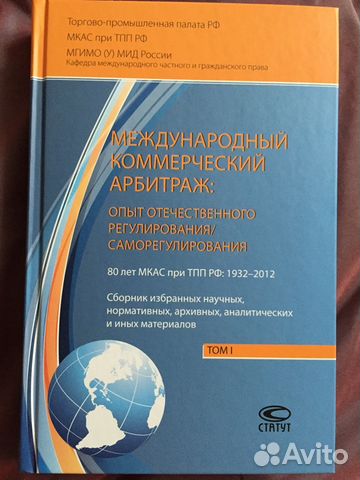 Торгово-промышленная палата РФ
МКАС при ТПП РФ
МГИМО (У) МИД России
Кафедра международного частного и гражданского права
МЕЖДУНАРОДНЫЙ
КОММЕРЧЕСКИЙ
АРБИТРАЖ:
ОПЫТ ОТЕЧЕСТВЕННОГО
РЕГУЛИРОВАНИЯ/
САМОРЕГУЛИРОВАНИЯ
80 лет МКАС при ТПП РФ: 1932–2012
Сборник избранных научных,
нормативных, архивных, аналитических
и иных материалов
ТОМ I
СТАТУТ
Avito